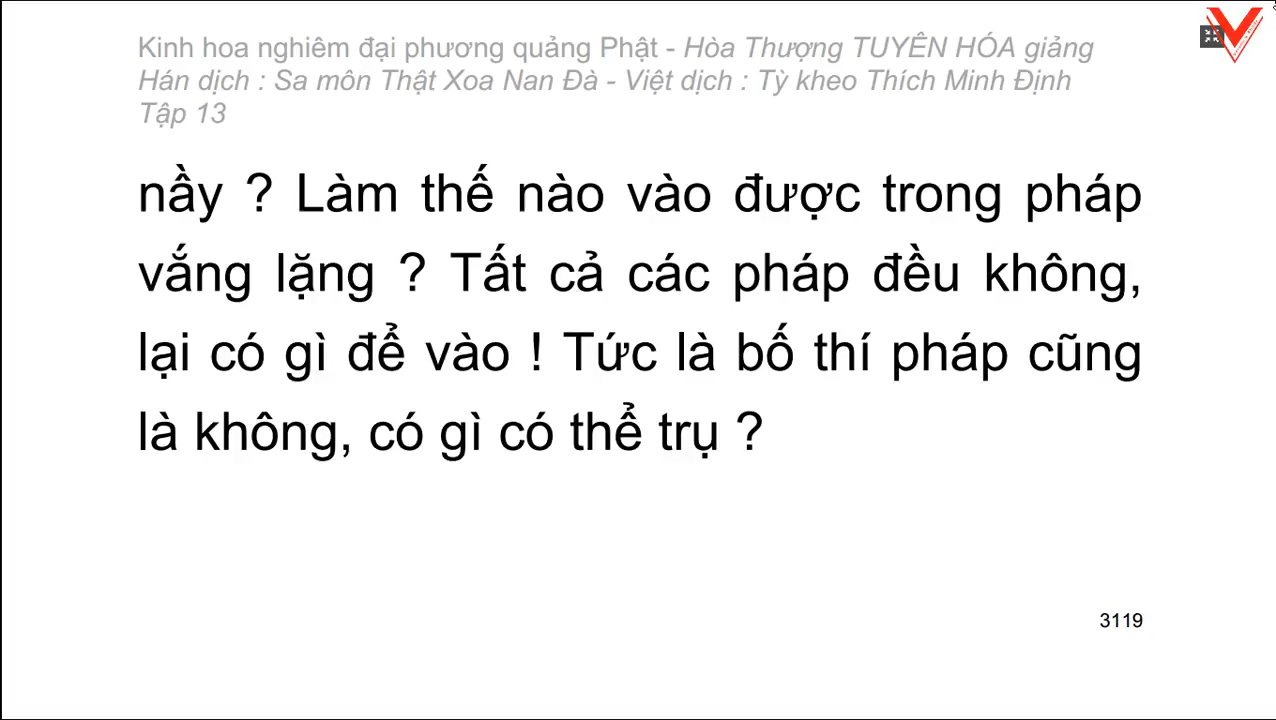 Kinh hoa nghiêm đại phương quảng Phật - Hòa Thượng TUYÊN HÓA giảng
Hán dịch : Sa môn Thật Xoa Nan Đà - Việt dịch : Tỳ kheo Thích Minh Định
Tập 13
nầy ? Làm thế nào vào được trong pháp
vắng lặng ? Tất cả các pháp đều không,
lại có gì để vào ! Tức là bố thí pháp cũng
là không, có gì có thể trụ ?
3119